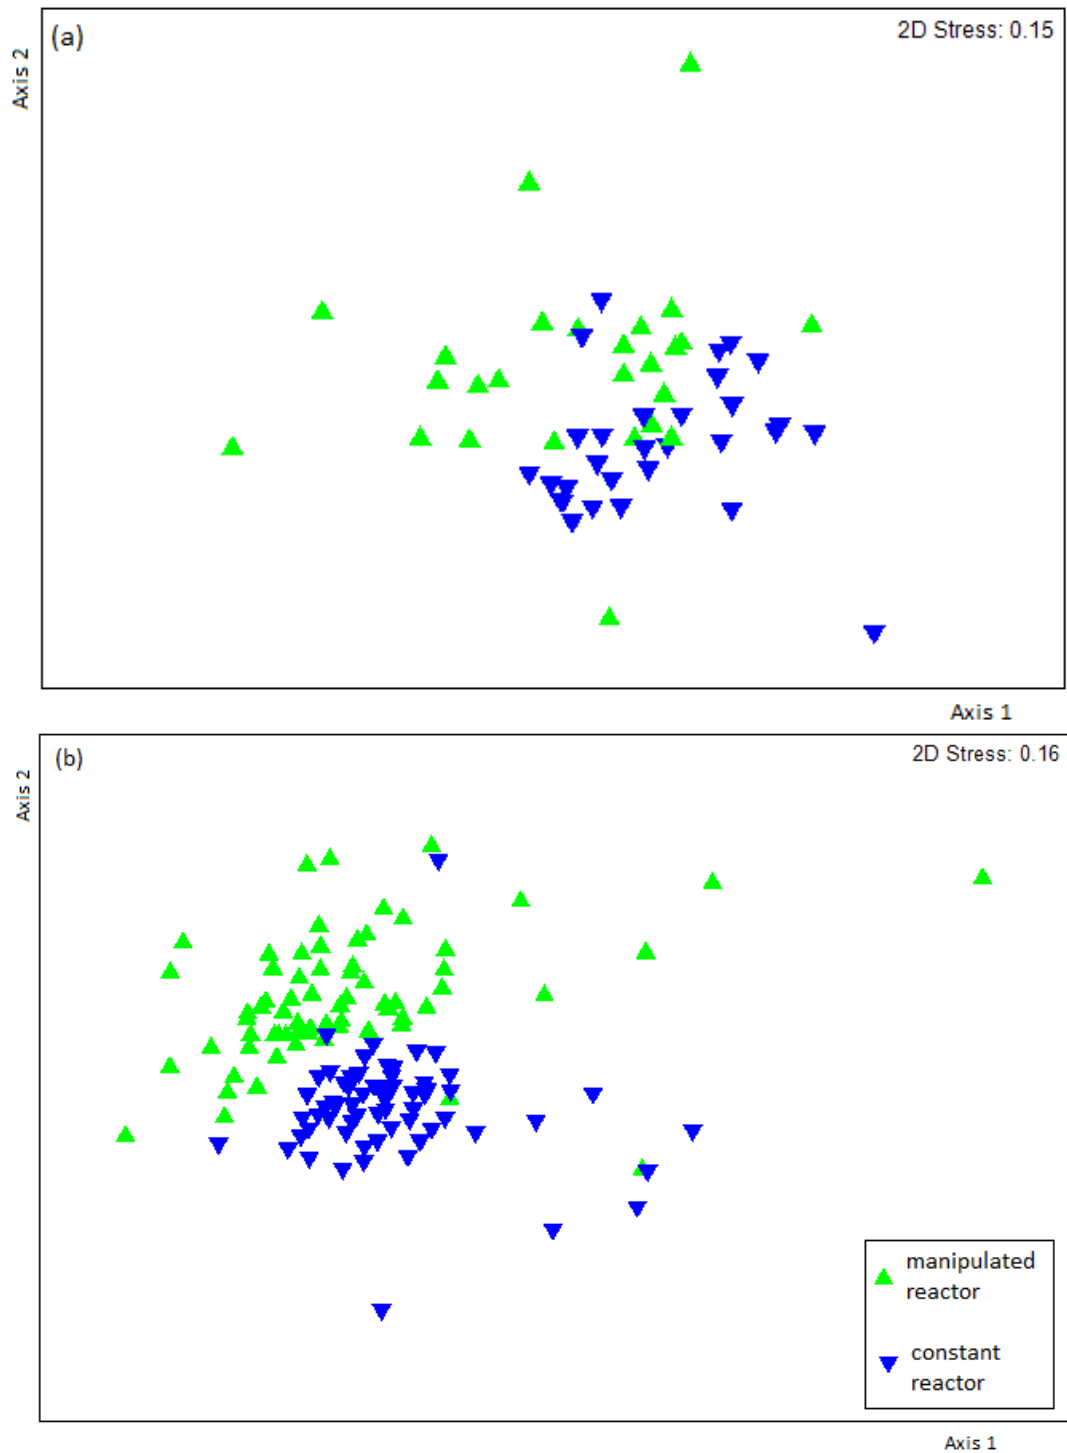 (a)
2D Stress: 0.15
Axis 2
Axis 1
(b)
2D Stress: 0.16
Axis 2
manipulated
reactor
constant
reactor
Axis 1